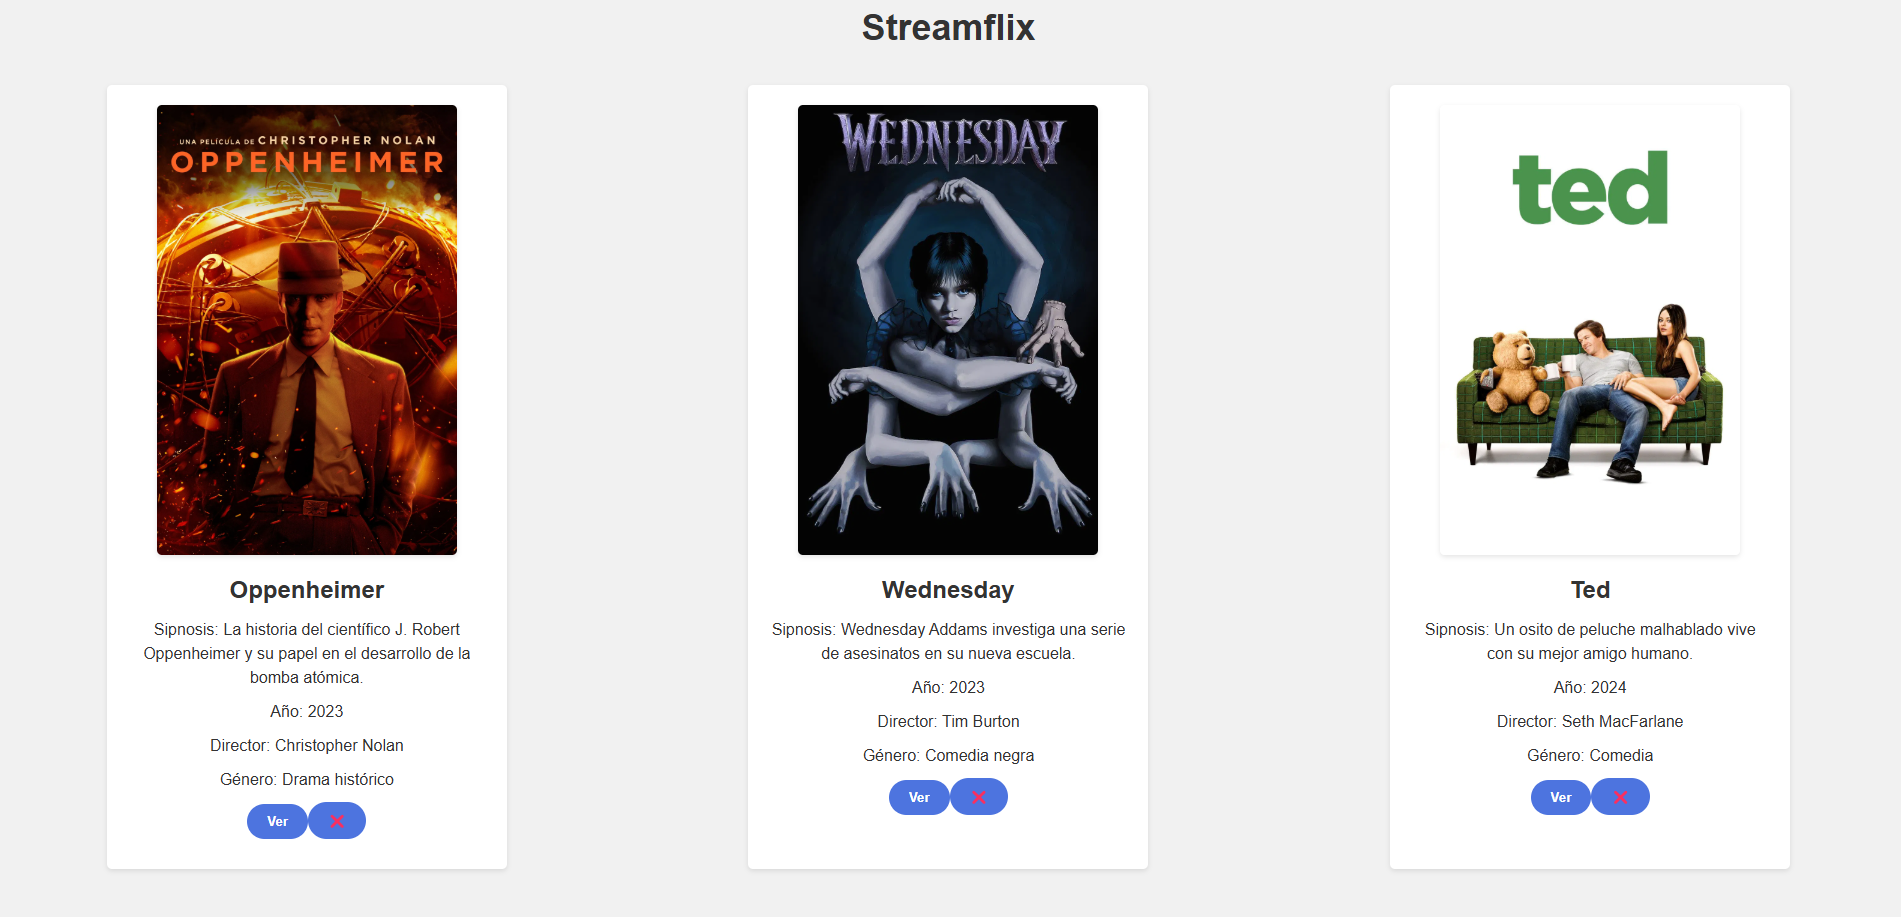 Streamflix
UNA PELÍCULA DE CHRISTOPHER NOLAN
OPPENHEIMER
Oppenheimer
Sipnosis: La historia del científico J. Robert
Oppenheimer y su papel en el desarrollo de la
bomba atómica.
Año: 2023
Director: Christopher Nolan
Género: Drama histórico
Ver
WEDNESDAY
Wednesday
Sipnosis: Wednesday Addams investiga una serie
de asesinatos en su nueva escuela.
Año: 2023
Director: Tim Burton
Género: Comedia negra
Ver
ted
Ted
Sipnosis: Un osito de peluche malhablado vive
con su mejor amigo humano.
Año: 2024
Director: Seth MacFarlane
Género: Comedia
Ver